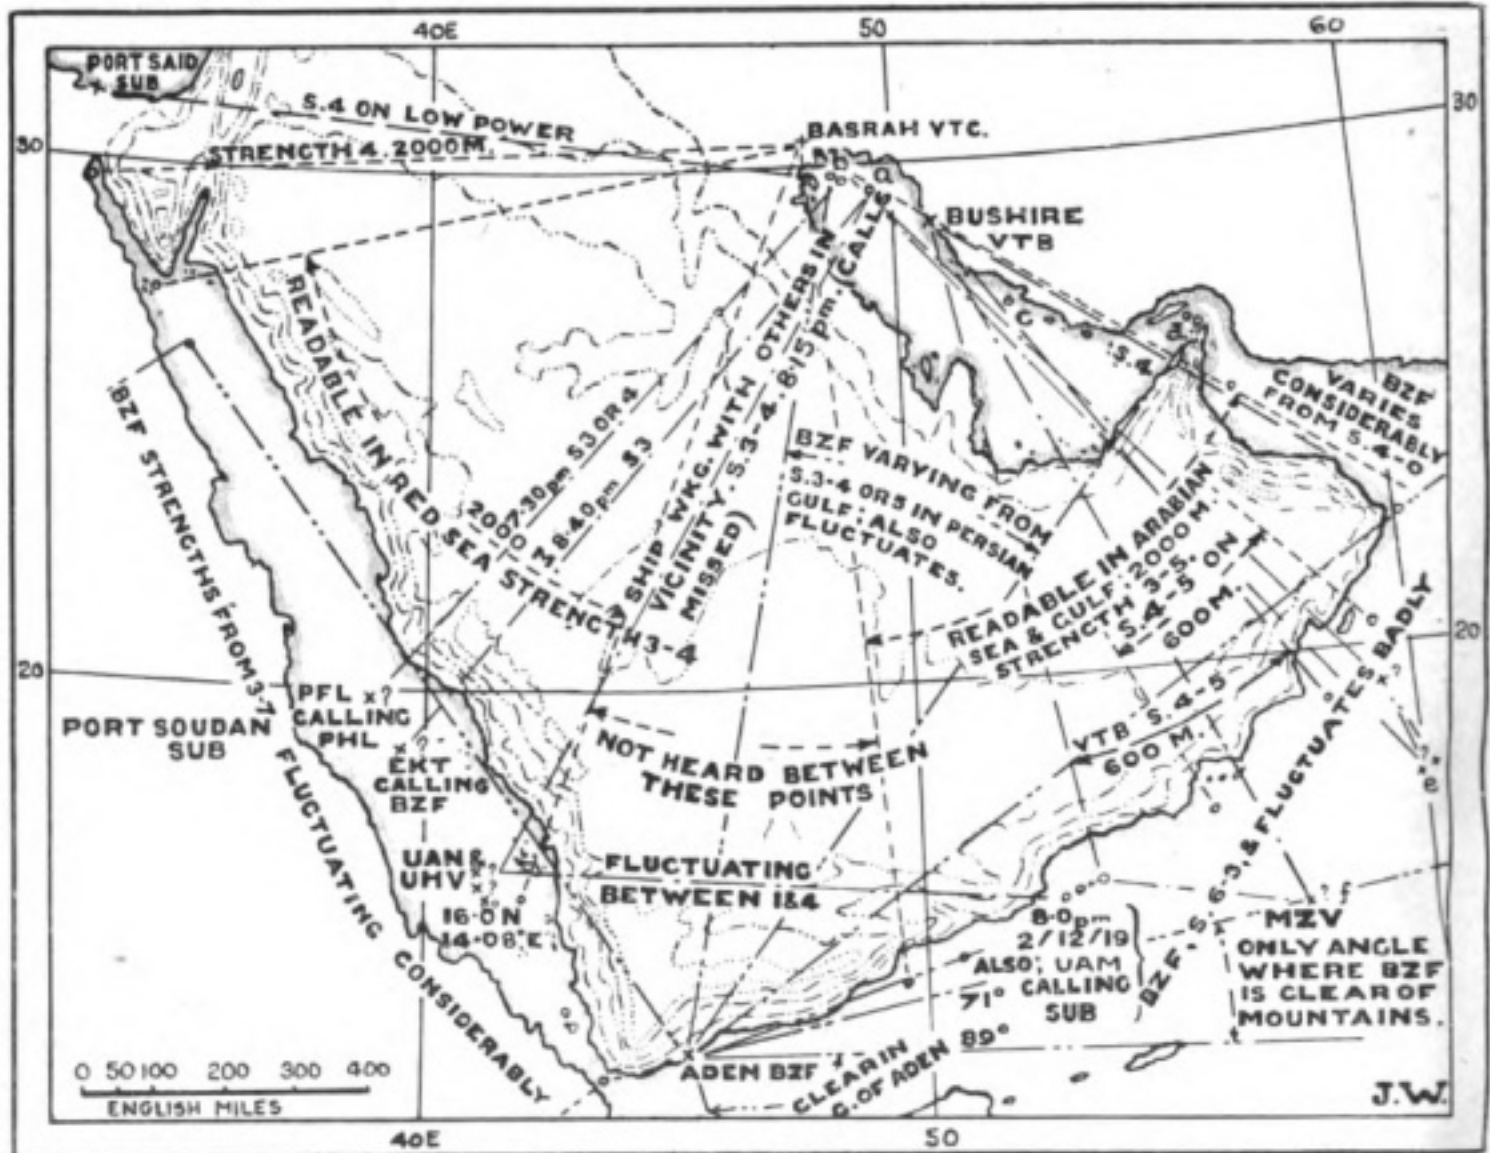 40E
50
60
PORT SAID
SUB
S.4 ON LOW POWER
30
30
STRENGTH 4. 2000M.
BASRAH VTC.
BUSHIRE
VTB
READABLE IN RED SEA STRENGTH 3-4
2007·30pm S3 OR 4
2000 M. 8·40pm S3
SHIP WKG. WITH OTHERS IN
VICINITY. S.3-4. 8·15pm. (CALLS
MISSED)
BZF VARYING FROM
S.3-4 OR 5 IN PERSIAN
GULF: ALSO
FLUCTUATES.
S.4
BZF
VARIES
CONSIDERABLY
FROM S.4-0
READABLE IN ARABIAN
SEA & GULF: 2000 M.
STRENGTH 3-5.
S.4-5 ON
600 M.
20
20
BZF STRENGTHS FROM 3-7 FLUCTUATING CONSIDERABLY
PORT SOUDAN
SUB
PFL x?
CALLING
PHL
EKT
CALLING
BZF
NOT HEARD BETWEEN
THESE POINTS
VTB S.4-5
600 M.
UAN &
UMV
16·0 N
14·08 E.
FLUCTUATING
BETWEEN 1&4
BZF, S. 6-3, & FLUCTUATES BADLY
8·0pm
2/12/19
ALSO; UAM
CALLING
SUB
71°
89°
MZV
ONLY ANGLE
WHERE BZF
IS CLEAR OF
MOUNTAINS.
ADEN BZF
CLEAR IN
G. OF ADEN
0 50 100 200 300 400
ENGLISH MILES
J.W.
40E
50